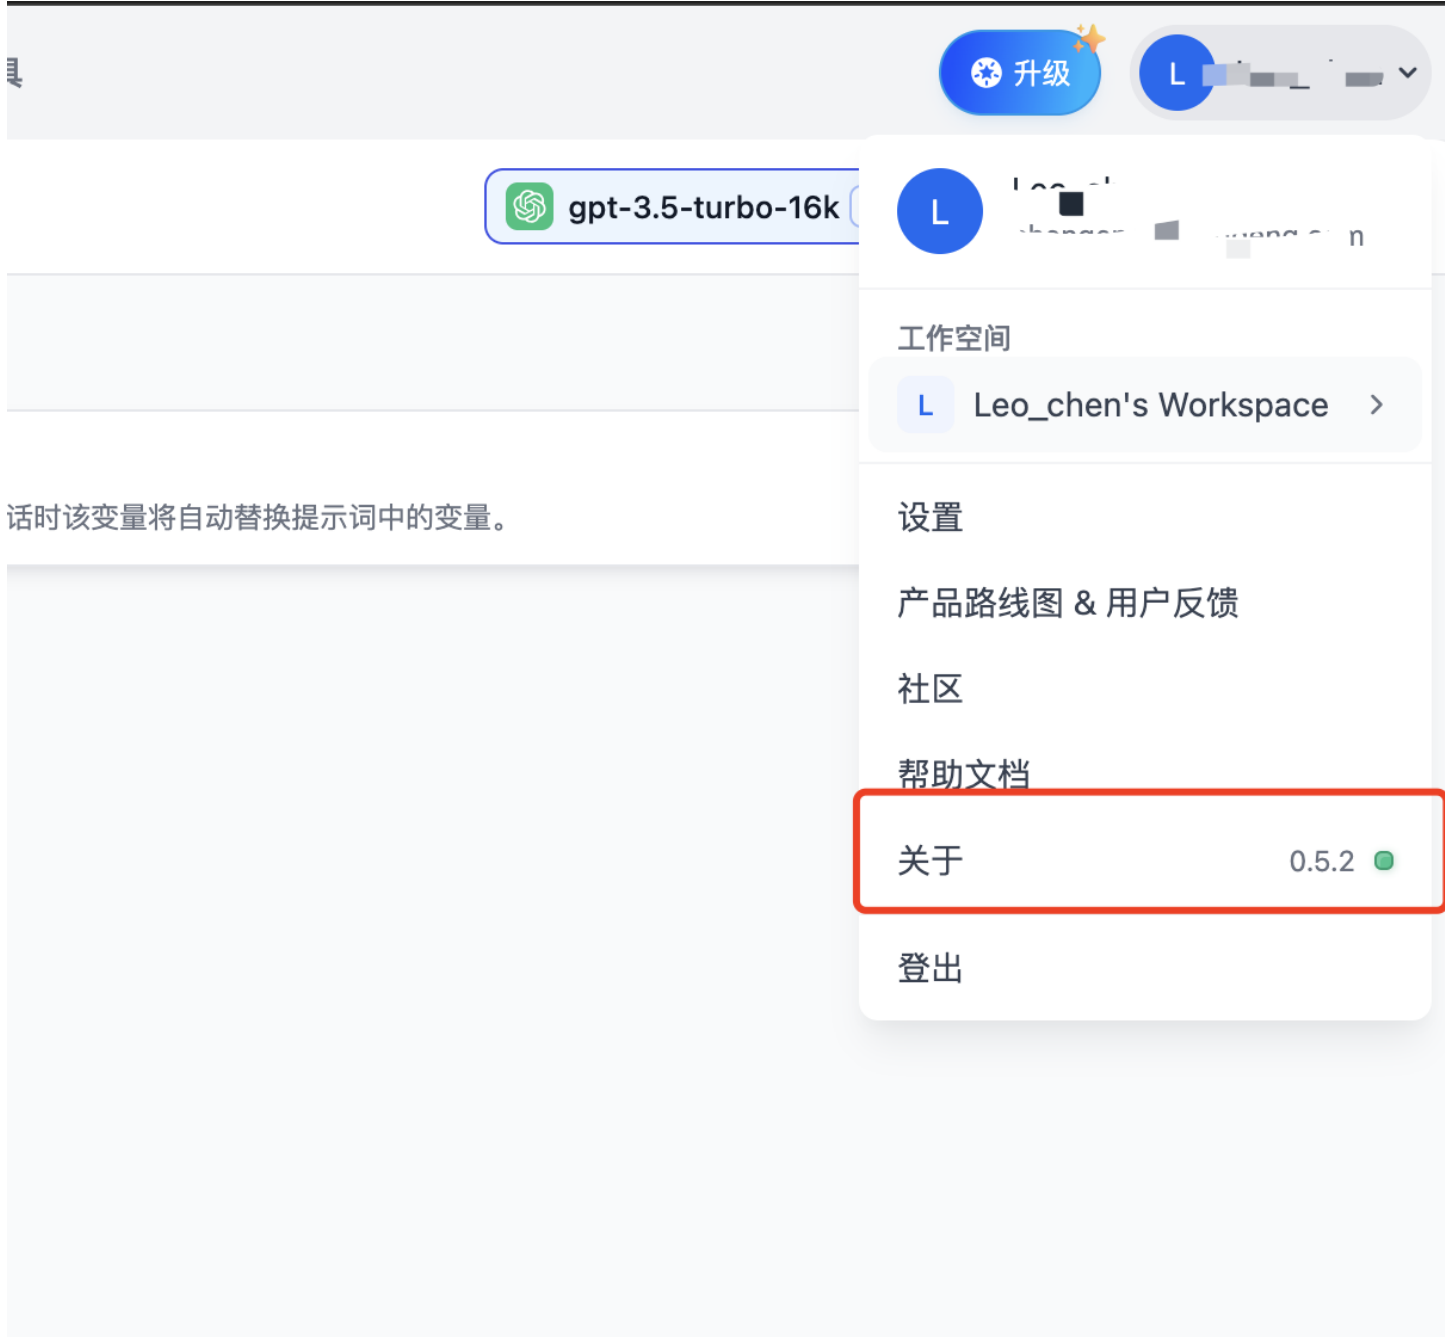 具
升级
L
gpt-3.5-turbo-16k
L
工作空间
L Leo_chen's Workspace
话时该变量将自动替换提示词中的变量。
设置
产品路线图 & 用户反馈
社区
帮助文档
关于 0.5.2
登出